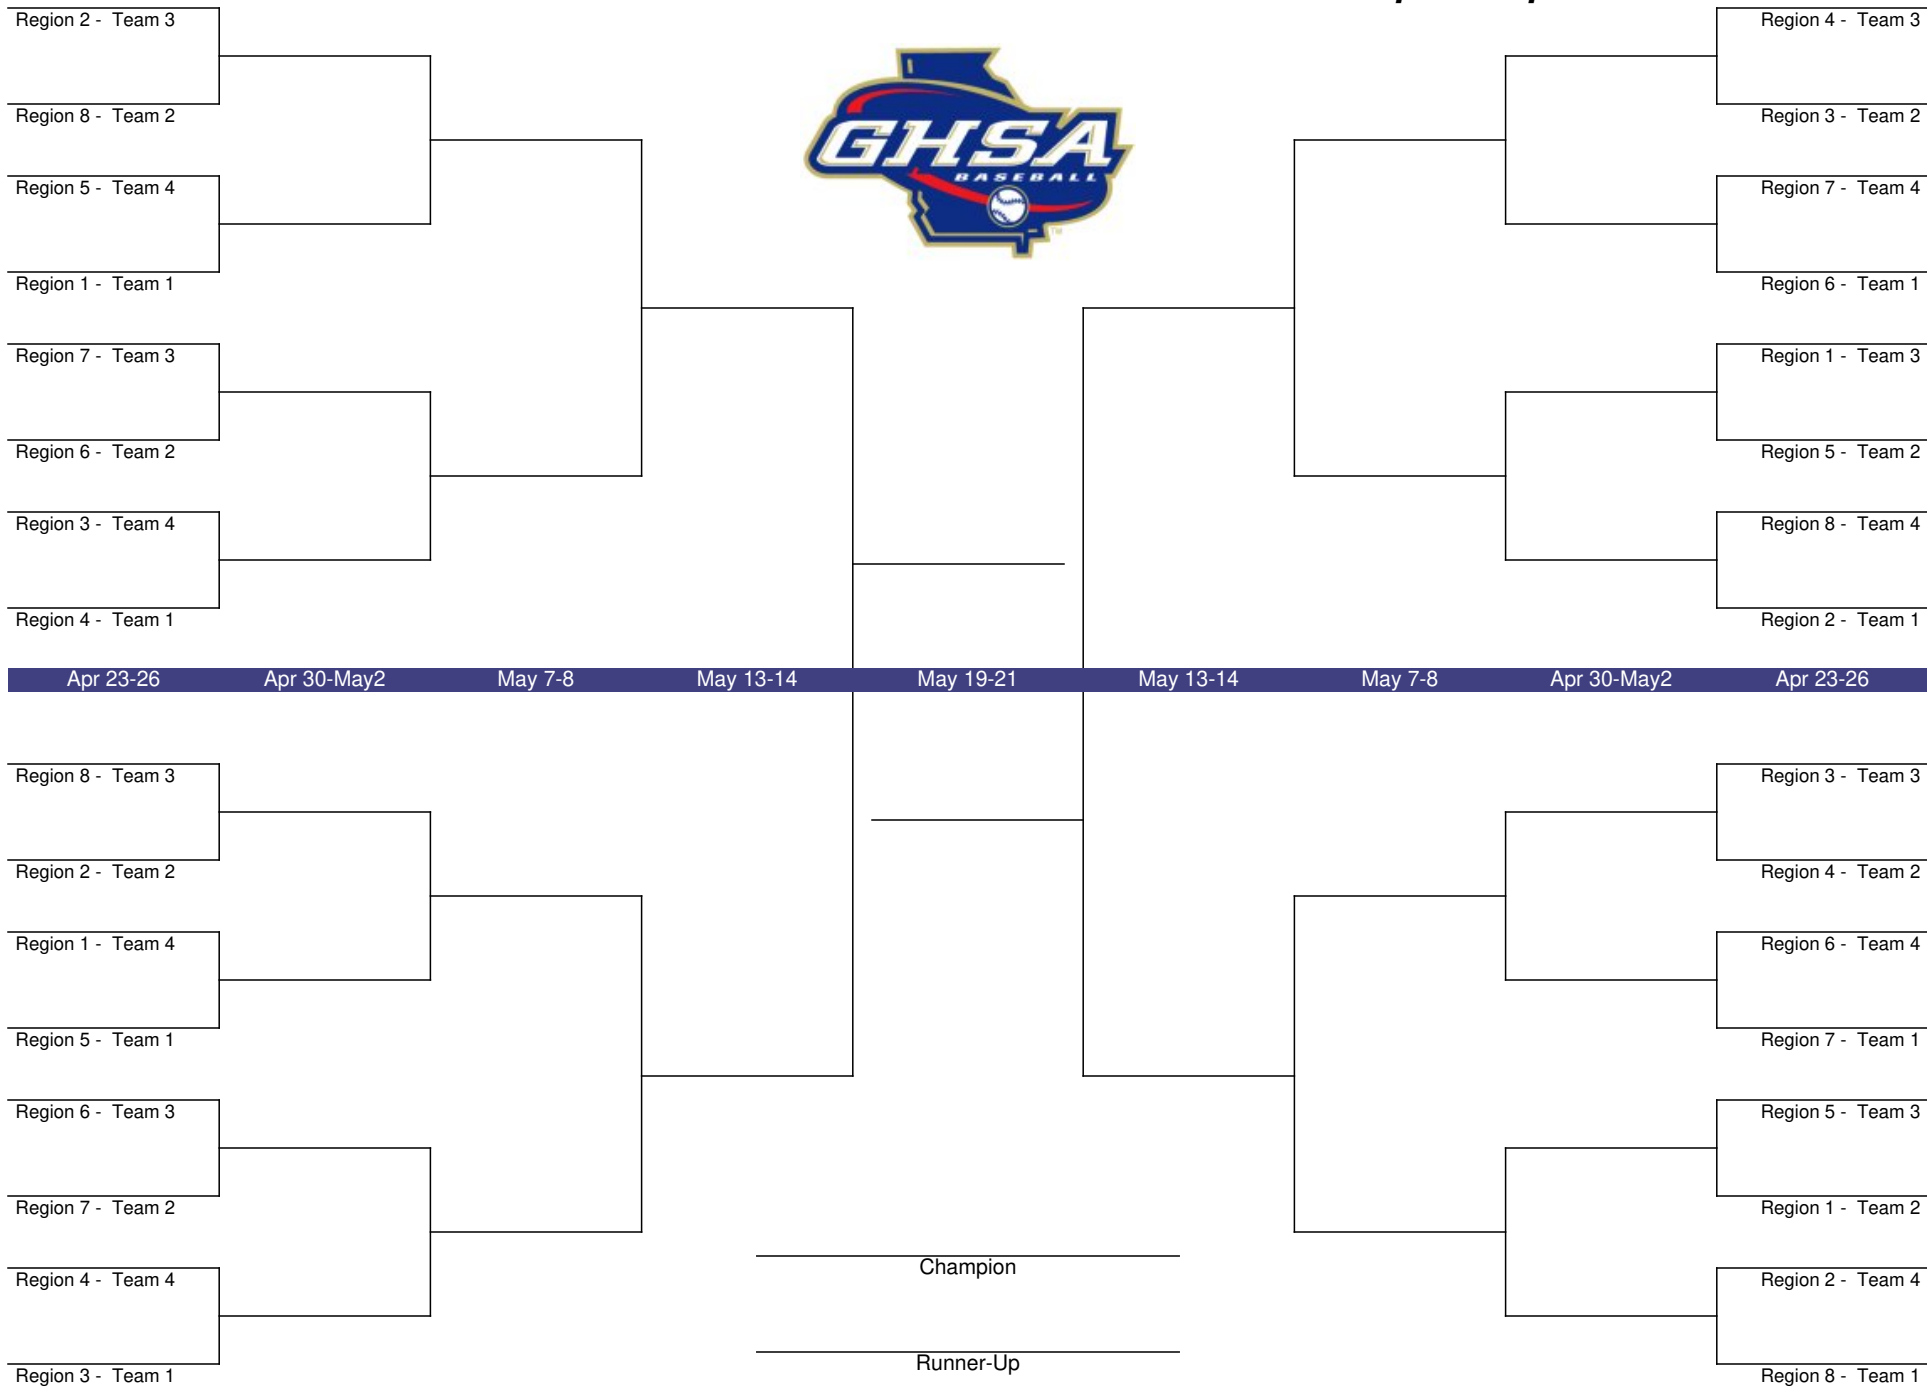 Region 2 - Team 3
Region 8 - Team 2
Region 5 - Team 4
Region 1 - Team 1
Region 7 - Team 3
Region 6 - Team 2
Region 3 - Team 4
Region 4 - Team 1
GHSA
BASEBALL
TM
Region 4 - Team 3
Region 3 - Team 2
Region 7 - Team 4
Region 6 - Team 1
Region 1 - Team 3
Region 5 - Team 2
Region 8 - Team 4
Region 2 - Team 1
Apr 23-26 Apr 30-May2 May 7-8 May 13-14 May 19-21 May 13-14 May 7-8 Apr 30-May2 Apr 23-26
Region 8 - Team 3
Region 2 - Team 2
Region 1 - Team 4
Region 5 - Team 1
Region 6 - Team 3
Region 7 - Team 2
Region 4 - Team 4
Region 3 - Team 1
Champion
Runner-Up
Region 3 - Team 3
Region 4 - Team 2
Region 6 - Team 4
Region 7 - Team 1
Region 5 - Team 3
Region 1 - Team 2
Region 2 - Team 4
Region 8 - Team 1